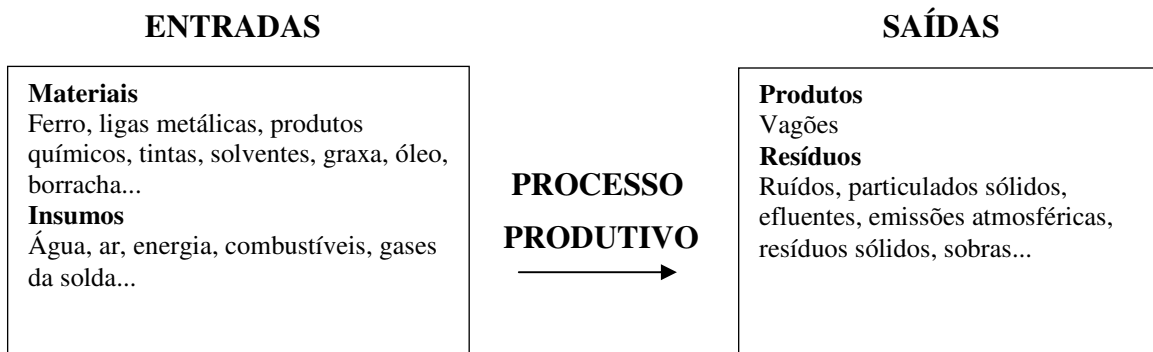 ENTRADAS
Materiais
Ferro, ligas metálicas, produtos
químicos, tintas, solventes, graxa, óleo,
borracha...
Insumos
Água, ar, energia, combustíveis, gases
da solda...
PROCESSO
PRODUTIVO
SAÍDAS
Produtos
Vagões
Resíduos
Ruídos, particulados sólidos,
efluentes, emissões atmosféricas,
resíduos sólidos, sobras...